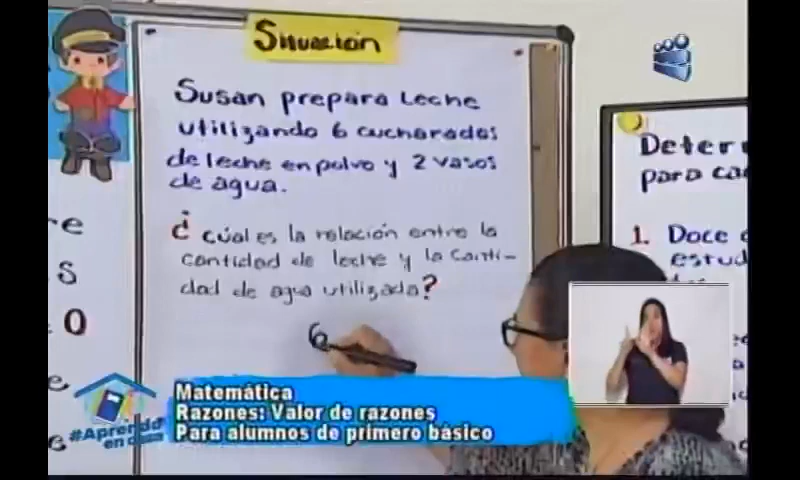 Situación
Susan prepara leche
utilizando 6 cucharadas
de leche en polvo y 2 vasos
de agua.
¿cuál es la relación entre la
cantidad de leche y la canti-
dad de agua utilizada?
6
re
s
o
e
e
Deter
para ca
1. Doce
estud
a
#Aprendo
en casa
Matemática
Razones: Valor de razones
Para alumnos de primero básico